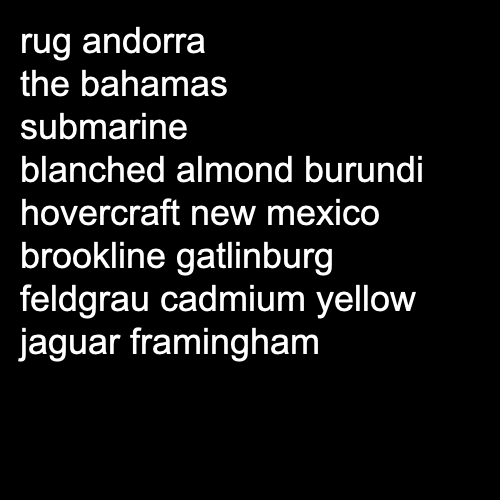 rug andorra
the bahamas
submarine
blanched almond burundi
hovercraft new mexico
brookline gatlinburg
feldgrau cadmium yellow
jaguar framingham